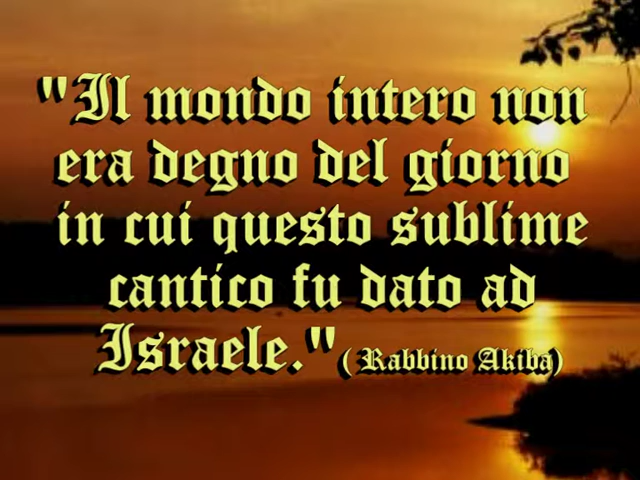 "Il mondo intero non
era degno del giorno
in cui questo sublime
cantico fu dato ad
Israele." ( Rabbino Akiba)